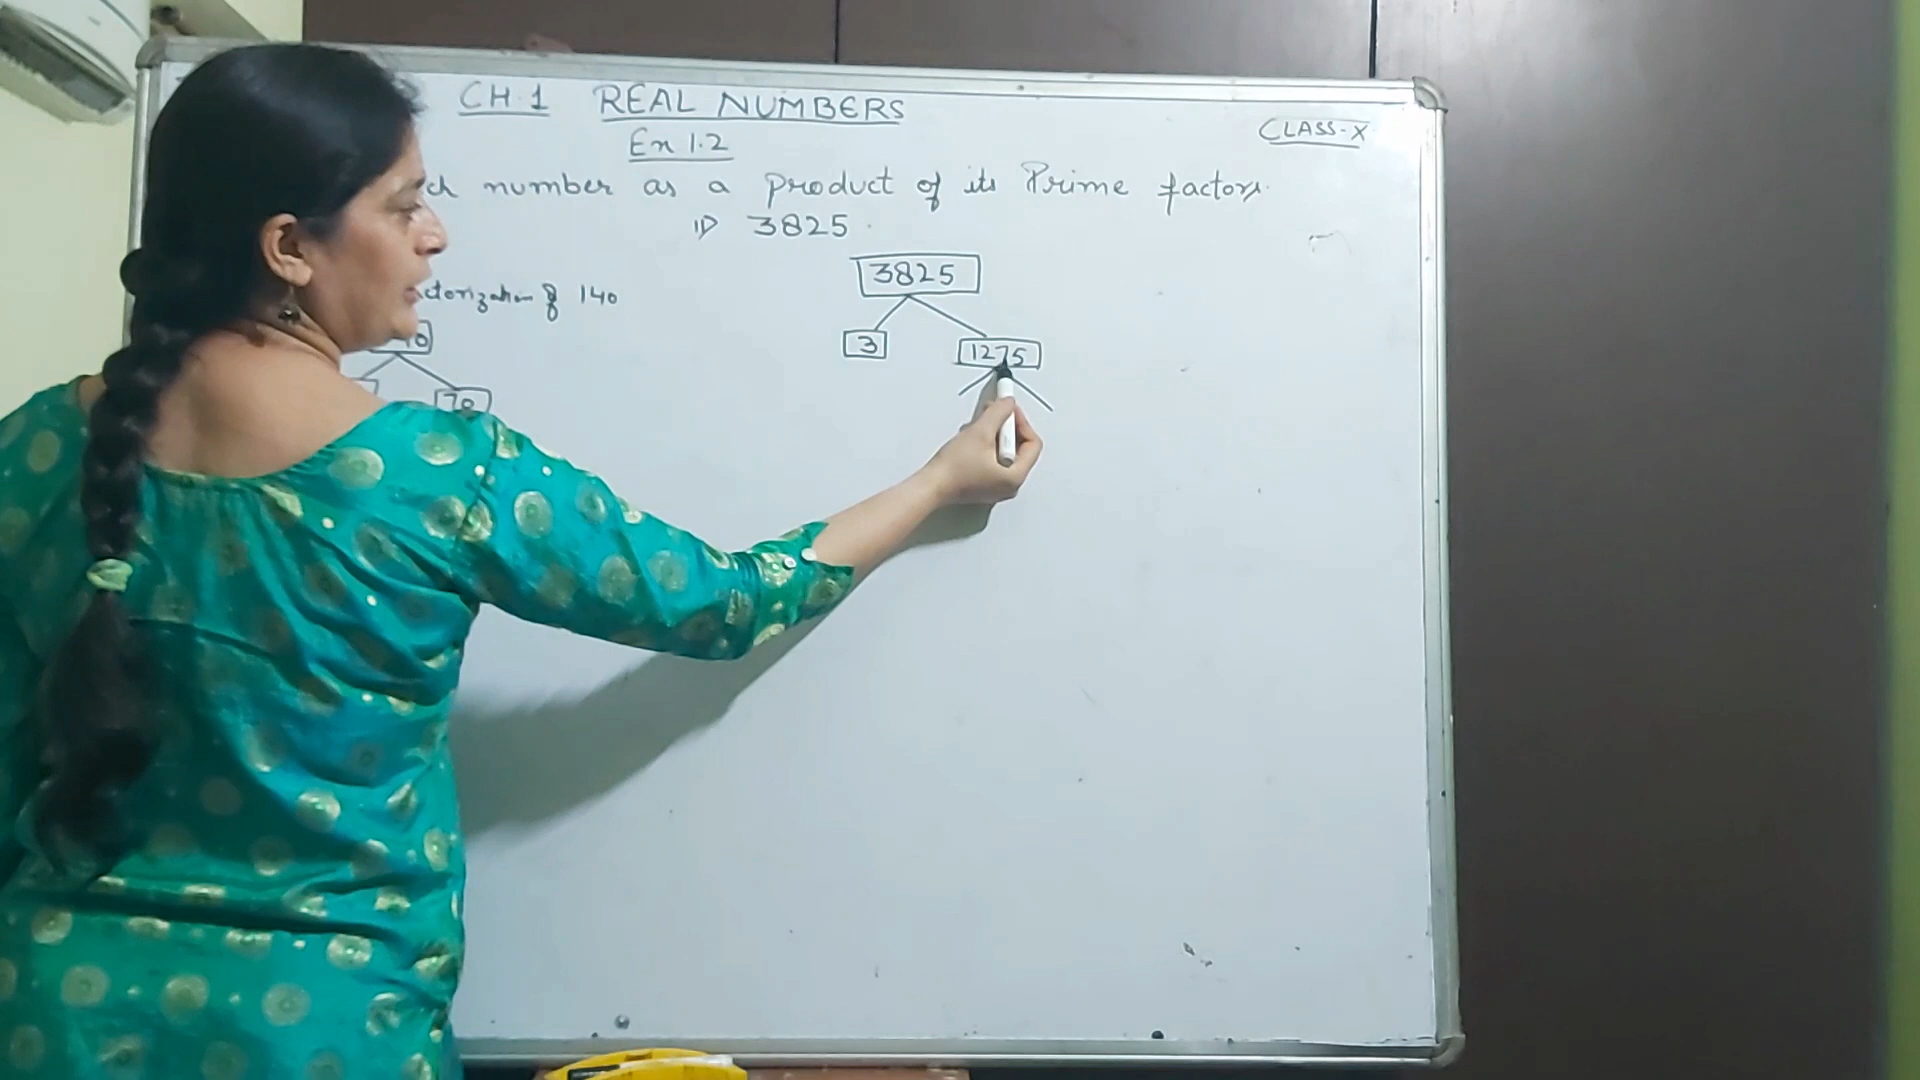 CH.1 REAL NUMBERS
CLASS-X
Ex 1.2
ch number as a product of its Prime factors.
1) 3825
3825
ctorization of 140
3
1275
70